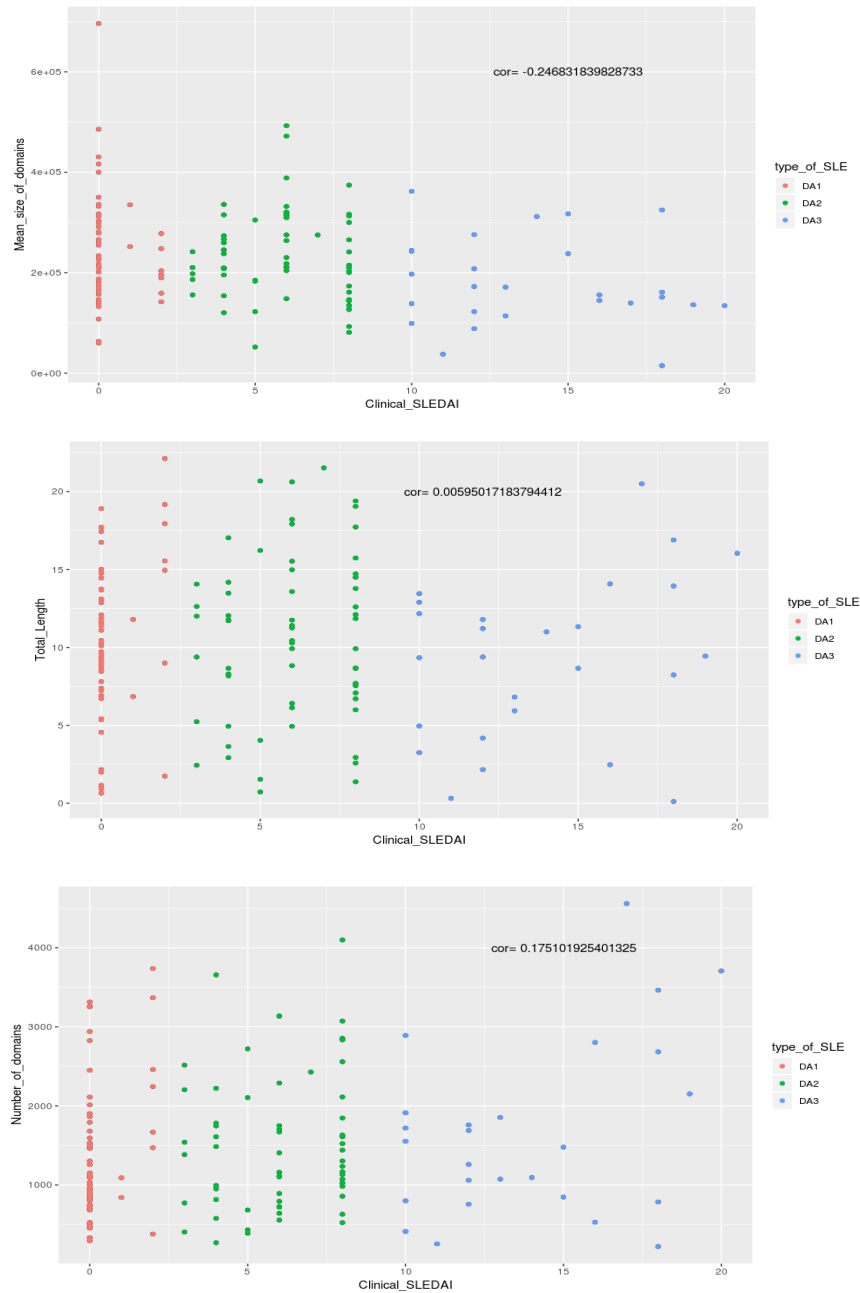 cor= -0.246831839828733
6e+05
4e+05
2e+05
0e+00
Mean_size_of_domains
0
5
10
15
20
Clinical_SLEDAI
type_of_SLE
DA1
DA2
DA3
cor= 0.00595017183794412
20
15
10
5
0
Total_Length
0
5
10
15
20
Clinical_SLEDAI
type_of_SLE
DA1
DA2
DA3
cor= 0.175101925401325
4000
3000
2000
1000
Number_of_domains
0
5
10
15
20
Clinical_SLEDAI
type_of_SLE
DA1
DA2
DA3